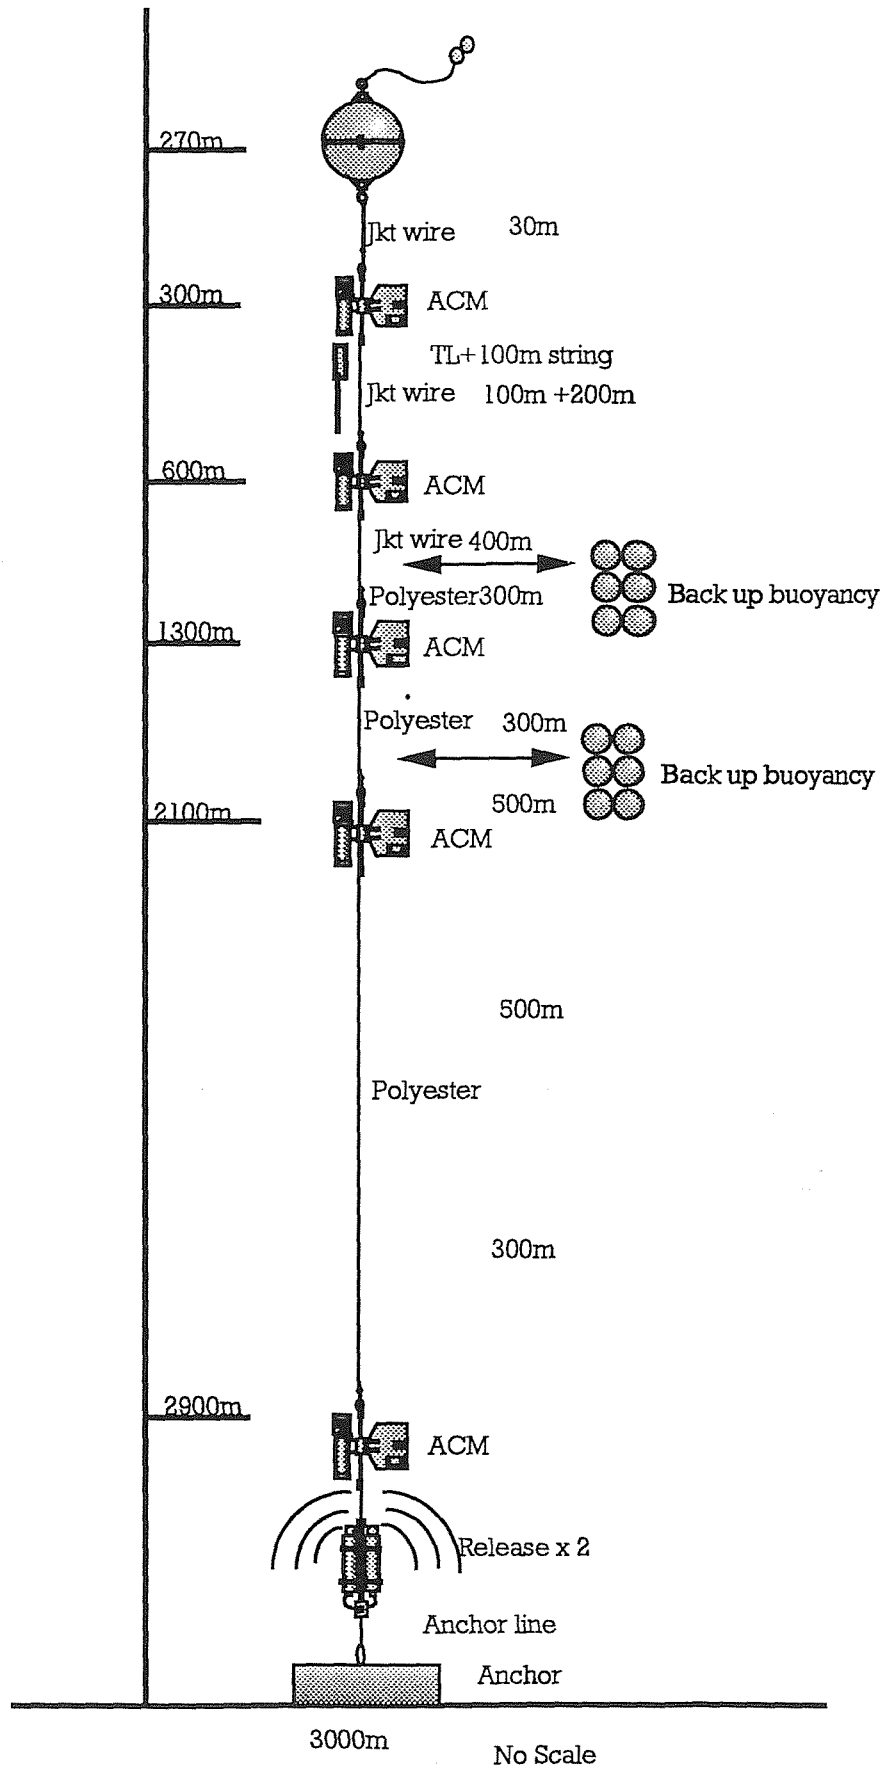 270m
Jkt wire 30m
300m
ACM
TL+100m string
Jkt wire 100m +200m
600m
ACM
Jkt wire 400m
Polyester300m
Back up buoyancy
1300m
ACM
Polyester 300m
Back up buoyancy
500m
2100m
ACM
500m
Polyester
300m
2900m
ACM
Release x 2
Anchor line
Anchor
3000m
No Scale